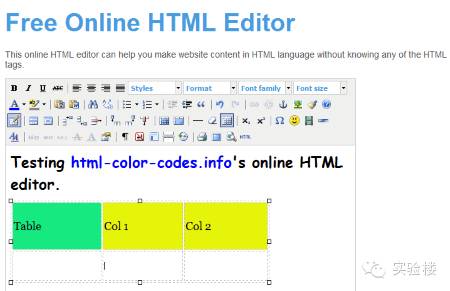 Free Online HTML Editor
This online HTML editor can help you make website content in HTML language without knowing any of the HTML
tags.
B I U ABC Styles Format Font family Font size
HTML
Testing html-color-codes.info's online HTML
editor.
Table Col 1 Col 2
实验楼